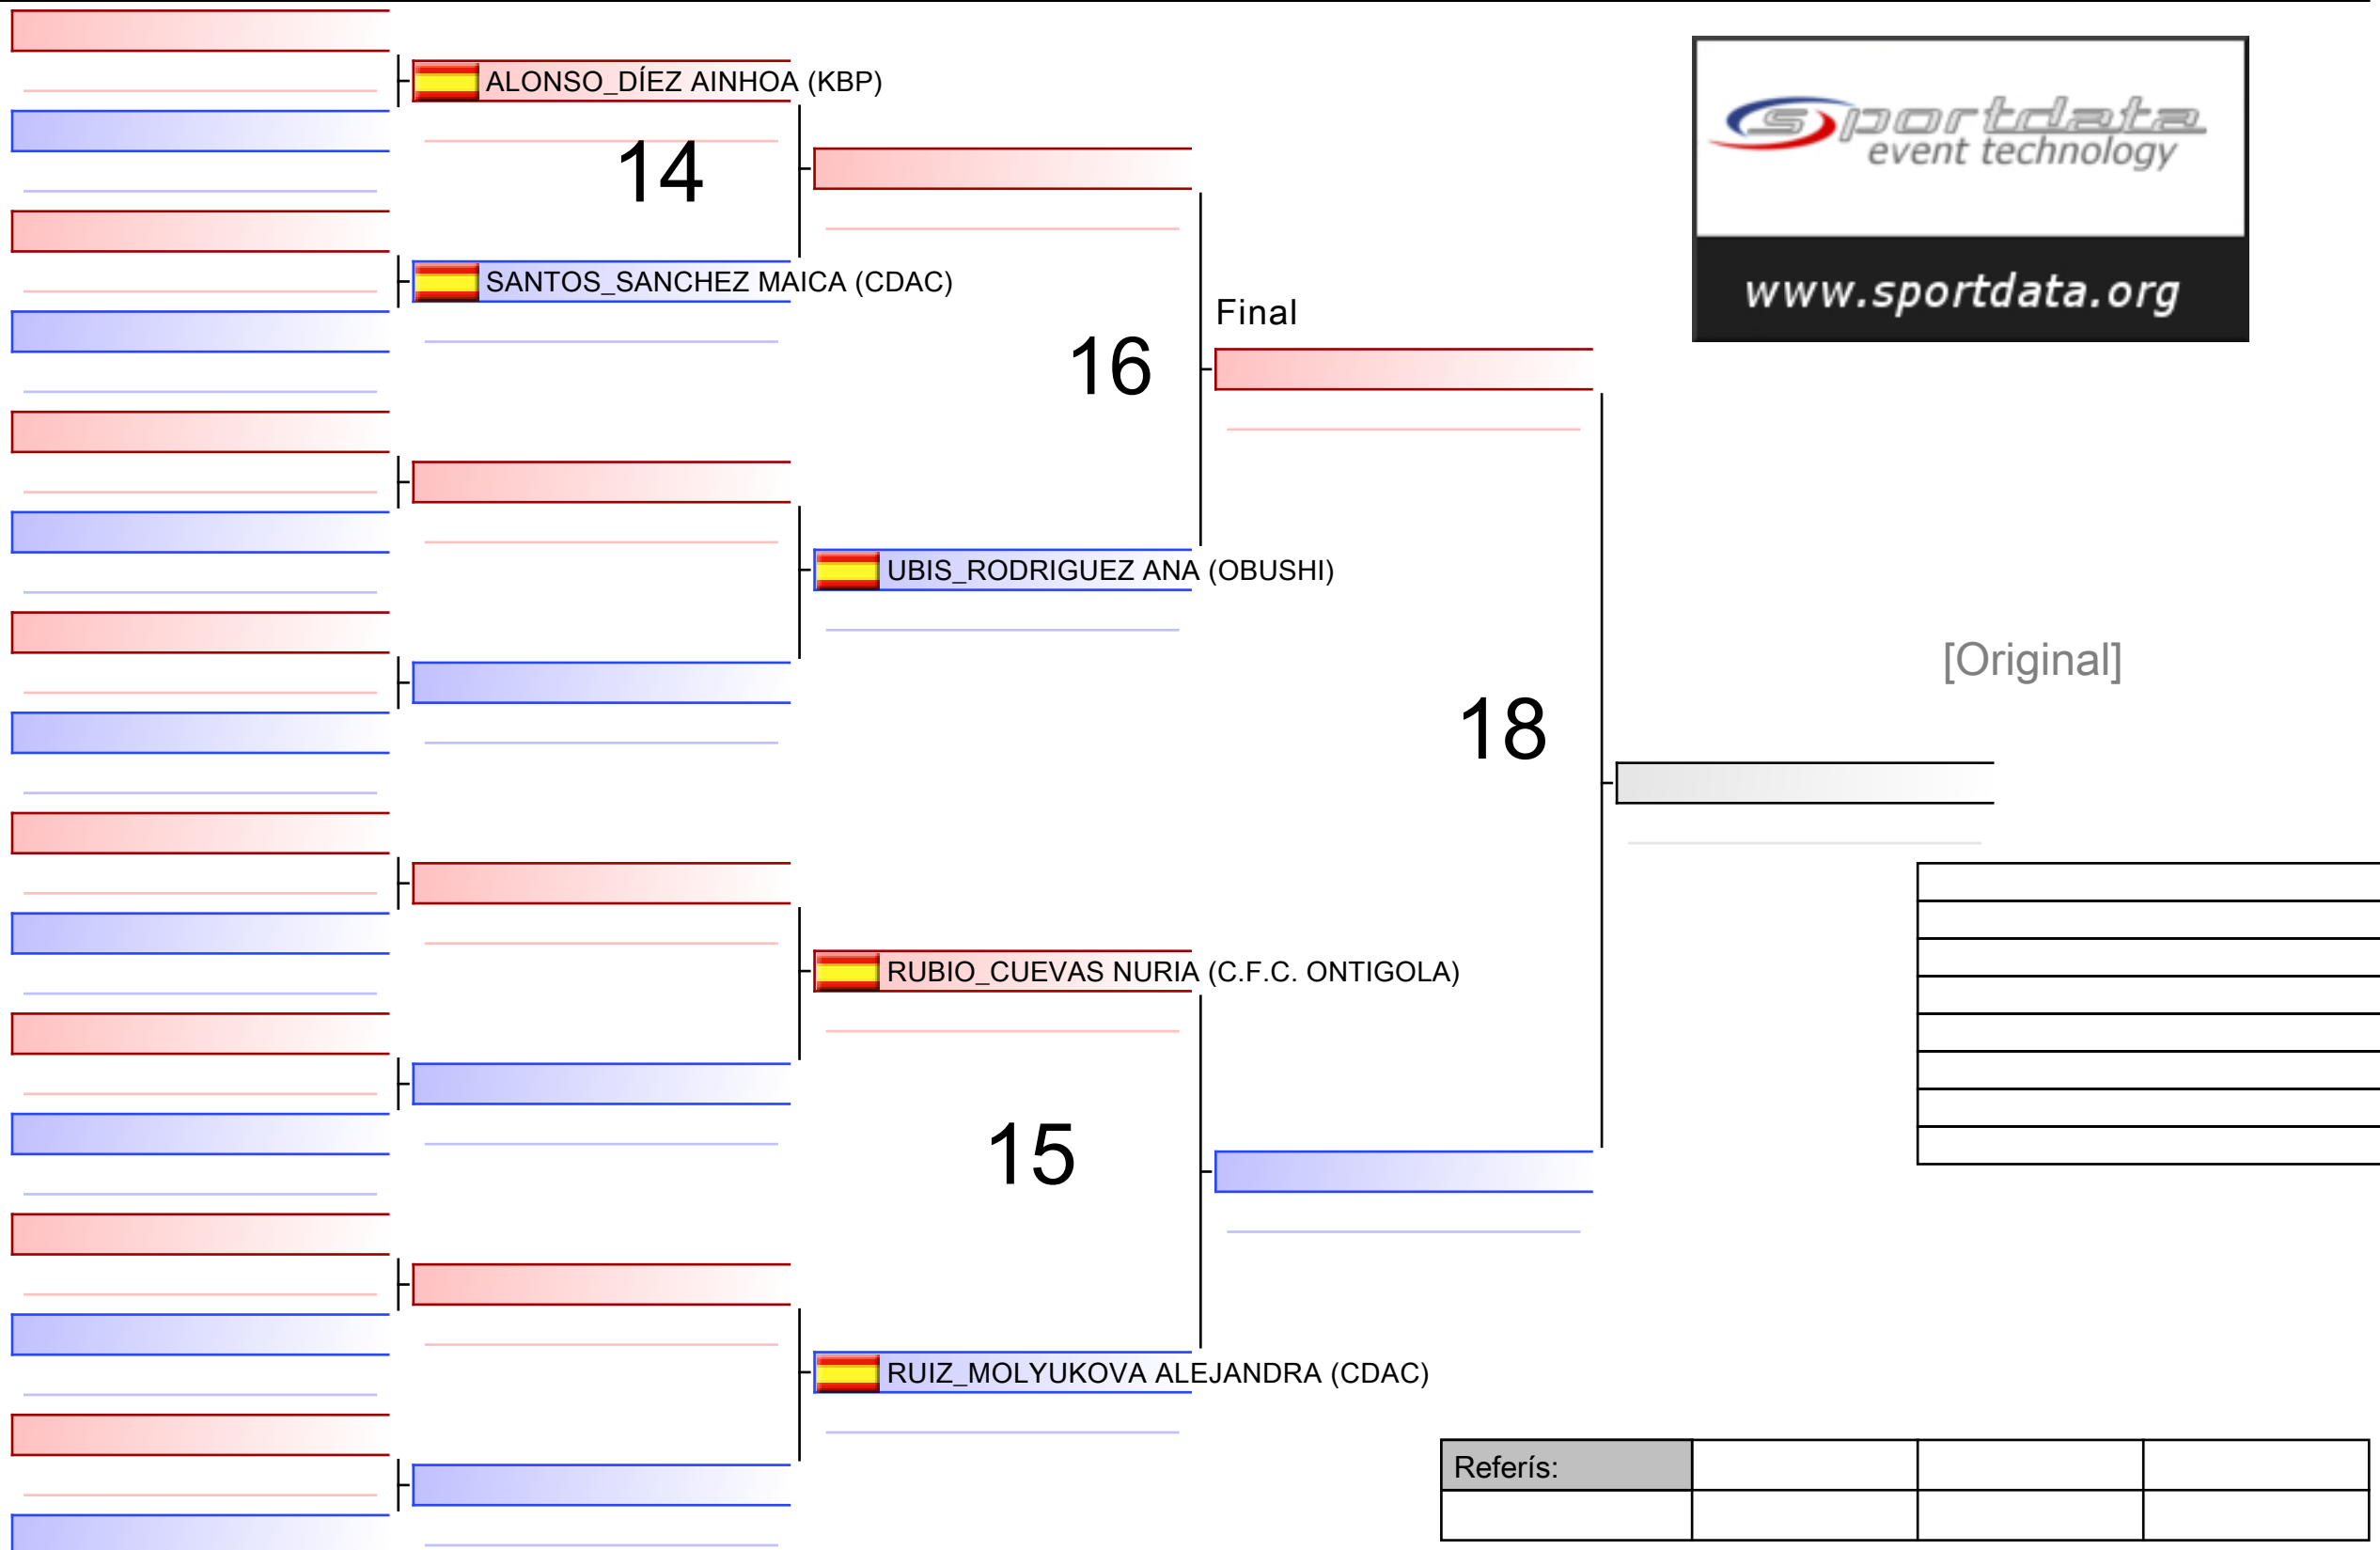 ALONSO_DÍEZ AINHOA (KBP)
14
SANTOS_SANCHEZ MAICA (CDAC)
sportdata
event technology
www.sportdata.org
Final
16
UBIS_RODRIGUEZ ANA (OBUSHI)
[Original]
18
RUBIO_CUEVAS NURIA (C.F.C. ONTIGOLA)
15
RUIZ_MOLYUKOVA ALEJANDRA (CDAC)
Referís: